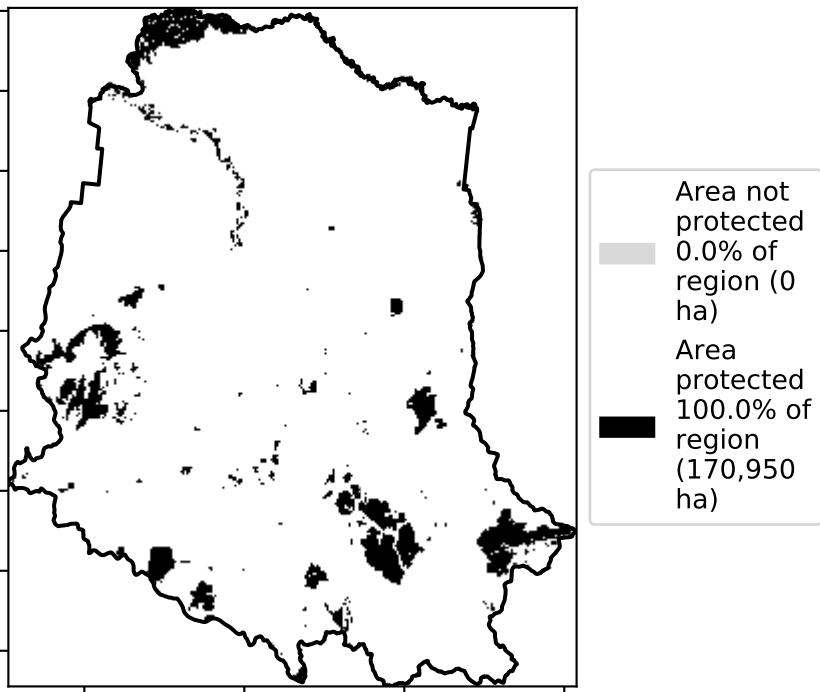 Area not
protected
0.0% of
region (0
ha)
Area
protected
100.0% of
region
(170,950
ha)